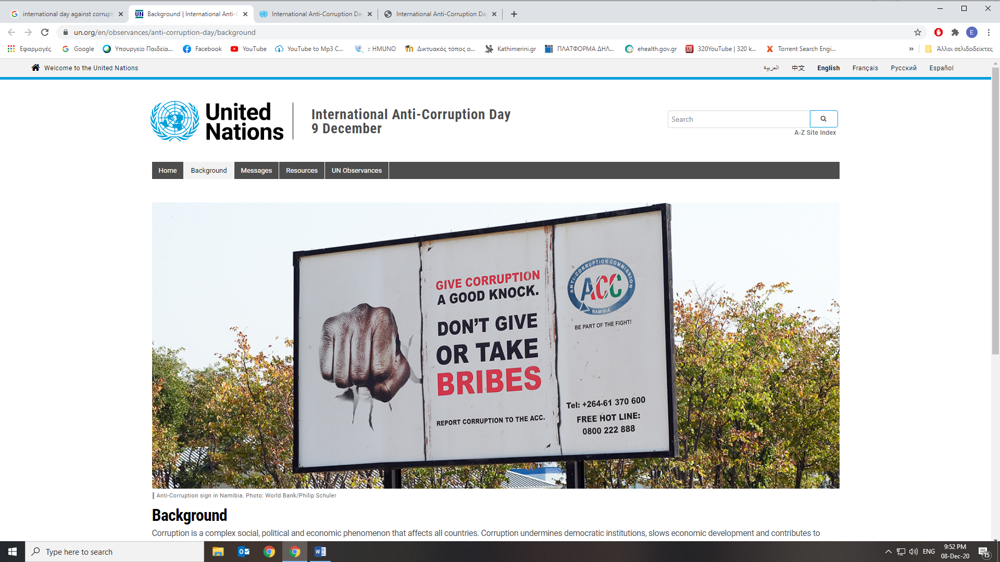 international day against corrupt
Background | International Anti-C
International Anti-Corruption Da
International Anti-Corruption Da
un.org/en/observances/anti-corruption-day/background
E
Εφαρμογές
Google
Υπουργείο Παιδεία...
Facebook
YouTube
YouTube to Mp3 C...
:: HMUNO
Δικτυακός τόπος ο...
Kathimerini.gr
ΠΛΑΤΦΟΡΜΑ ΔΗΛ...
ehealth.gov.gr
320
320YouTube | 320 k...
Torrent Search Engi...
»
Άλλοι σελιδοδείκτες
Welcome to the United Nations
العربية
中文
English
Français
Русский
Español
United
Nations
International Anti-Corruption Day
9 December
Search
A-Z Site Index
Home
Background
Messages
Resources
UN Observances
GIVE CORRUPTION
A GOOD KNOCK.
DON'T GIVE
OR TAKE
BRIBES
REPORT CORRUPTION TO THE ACC.
ANTI-CORRUPTION COMMISSION
ACC
NAMIBIA
BE PART OF THE FIGHT!
Tel: +264-61 370 600
FREE HOT LINE:
0800 222 888
Anti-Corruption sign in Namibia. Photo: World Bank/Philip Schuler
Background
Corruption is a complex social, political and economic phenomenon that affects all countries. Corruption undermines democratic institutions, slows economic development and contributes to
Type here to search
ENG
9:52 PM
08-Dec-20
15